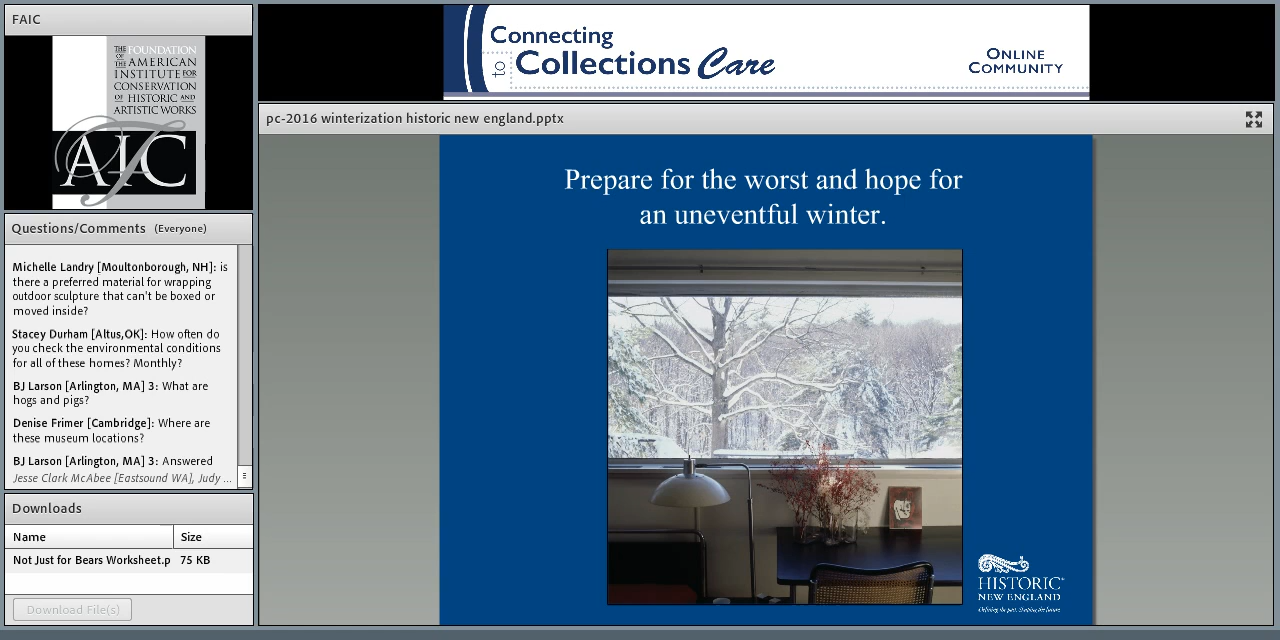 FAIC
THE FOUNDATION
OF THE AMERICAN
INSTITUTE FOR
CONSERVATION
OF HISTORIC AND
ARTISTIC WORKS
AIC
Connecting
to Collections Care
ONLINE
COMMUNITY
Questions/Comments (Everyone)
Michelle Landry [Moultonborough, NH]: is
there a preferred material for wrapping
outdoor sculpture that can't be boxed or
moved inside?
Stacey Durham [Altus,OK]: How often do
you check the environmental conditions
for all of these homes? Monthly?
BJ Larson [Arlington, MA] 3: What are
hogs and pigs?
Denise Frimer [Cambridge]: Where are
these museum locations?
BJ Larson [Arlington, MA] 3: Answered
Jesse Clark McAbee [Eastsound WA], Judy ...
Downloads
Name Size
Not Just for Bears Worksheet.p 75 KB
Download File(s)
pc-2016 winterization historic new england.pptx
Prepare for the worst and hope for
an uneventful winter.
HISTORIC
NEW ENGLAND
Defining the past. Shaping the future.